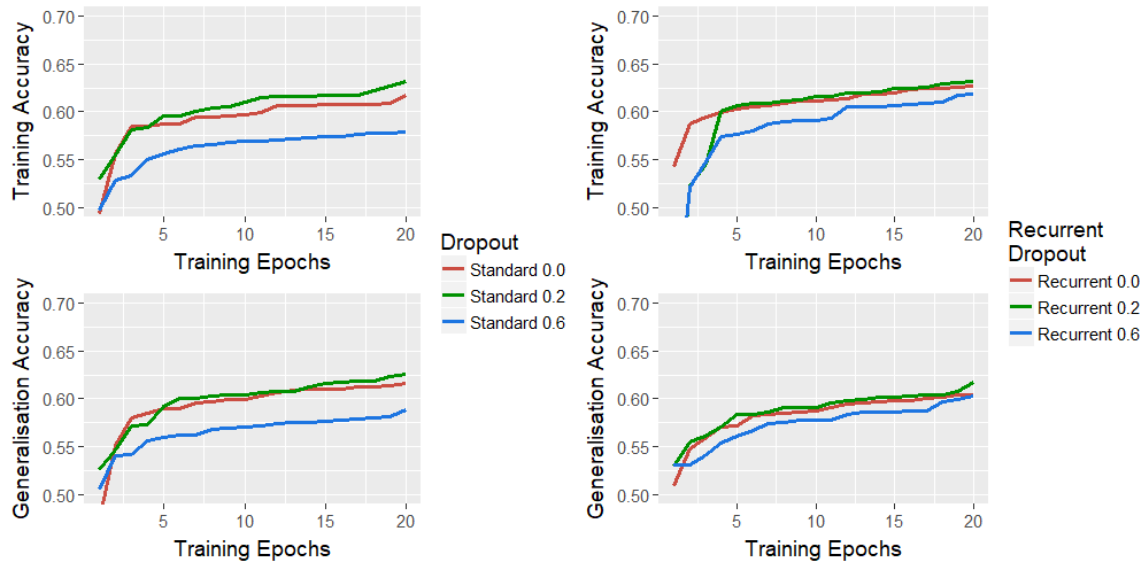 Training Accuracy
0.70
0.65
0.60
0.55
0.50
5
10
15
20
Training Epochs
Training Accuracy
0.70
0.65
0.60
0.55
0.50
5
10
15
20
Training Epochs
Dropout
Standard 0.0
Standard 0.2
Standard 0.6
Recurrent
Dropout
Recurrent 0.0
Recurrent 0.2
Recurrent 0.6
Generalisation Accuracy
0.70
0.65
0.60
0.55
0.50
5
10
15
20
Training Epochs
Generalisation Accuracy
0.70
0.65
0.60
0.55
0.50
5
10
15
20
Training Epochs